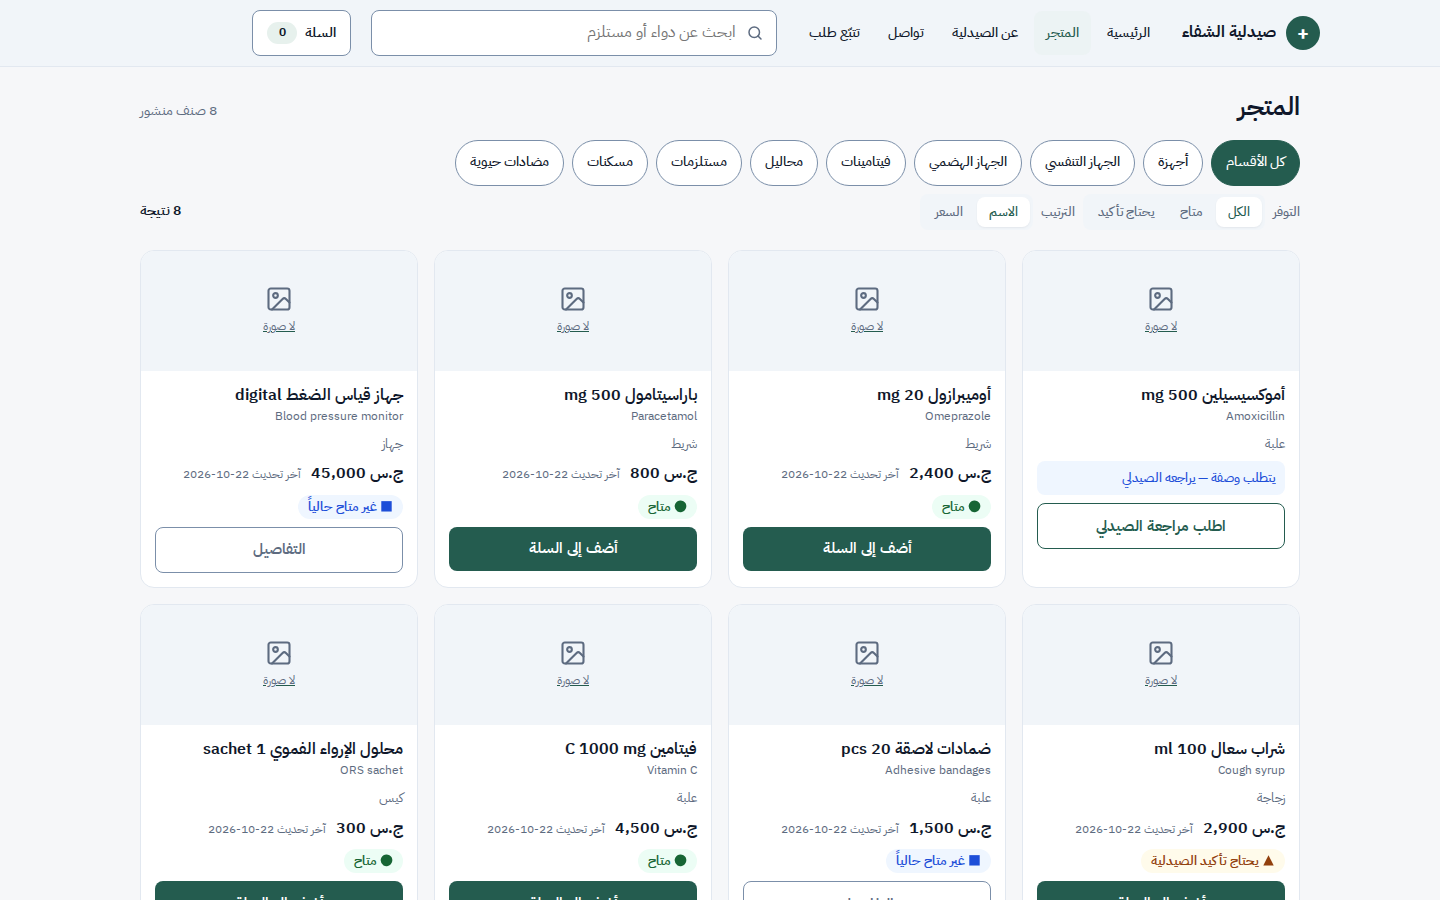 صيدلية الشفاء
الرئيسية
المتجر
عن الصيدلية
تواصل
تتبّع طلب
ابحث عن دواء أو مستلزم
السلة 0
المتجر
8 صنف منشور
كل الأقسام
أجهزة
الجهاز التنفسي
الجهاز الهضمي
فيتامينات
محاليل
مستلزمات
مسكنات
مضادات حيوية
التوفر الكل متاح يحتاج تأكيد الترتيب الاسم السعر
8 نتيجة
لا صورة
أموكسيسيلين 500 mg
Amoxicillin
علبة
يتطلب وصفة — يراجعه الصيدلي
اطلب مراجعة الصيدلي
لا صورة
أوميبرازول 20 mg
Omeprazole
شريط
ج.س 2,400 آخر تحديث 22-10-2026
متاح
أضف إلى السلة
لا صورة
باراسيتامول 500 mg
Paracetamol
شريط
ج.س 800 آخر تحديث 22-10-2026
متاح
أضف إلى السلة
لا صورة
جهاز قياس الضغط digital
Blood pressure monitor
جهاز
ج.س 45,000 آخر تحديث 22-10-2026
غير متاح حالياً
التفاصيل
لا صورة
شراب سعال 100 ml
Cough syrup
زجاجة
ج.س 2,900 آخر تحديث 22-10-2026
يحتاج تأكيد الصيدلية
لا صورة
ضمادات لاصقة 20 pcs
Adhesive bandages
علبة
ج.س 1,500 آخر تحديث 22-10-2026
غير متاح حالياً
لا صورة
فيتامين C 1000 mg
Vitamin C
علبة
ج.س 4,500 آخر تحديث 22-10-2026
متاح
لا صورة
محلول الإرواء الفموي 1 sachet
ORS sachet
كيس
ج.س 300 آخر تحديث 22-10-2026
متاح